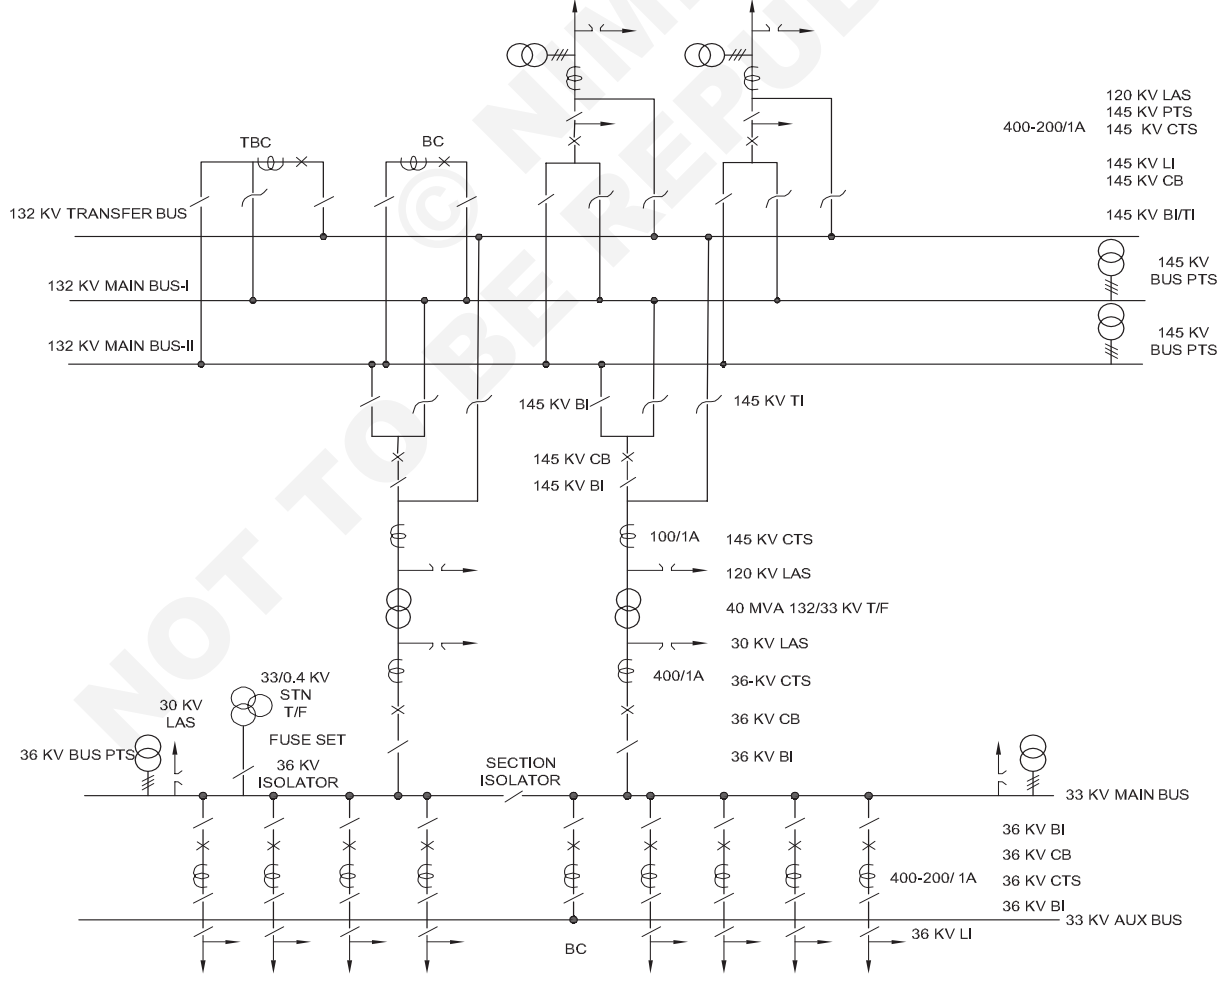 120 KV LAS
145 KV PTS
400-200/1A
145 KV CTS
145 KV LI
145 KV CB
145 KV BI/TI
TBC
BC
132 KV TRANSFER BUS
145 KV
BUS PTS
132 KV MAIN BUS-I
132 KV MAIN BUS-II
145 KV
BUS PTS
145 KV BI
145 KV TI
145 KV CB
145 KV BI
100/1A
145 KV CTS
120 KV LAS
40 MVA 132/33 KV T/F
30 KV LAS
400/1A
36-KV CTS
36 KV CB
36 KV BI
33/0.4 KV
STN
T/F
30 KV
LAS
FUSE SET
36 KV BUS PTS
36 KV
ISOLATOR
SECTION
ISOLATOR
33 KV MAIN BUS
36 KV BI
36 KV CB
400-200/ 1A
36 KV CTS
36 KV BI
33 KV AUX BUS
36 KV LI
BC
© NIM
NOT TO BE REPU